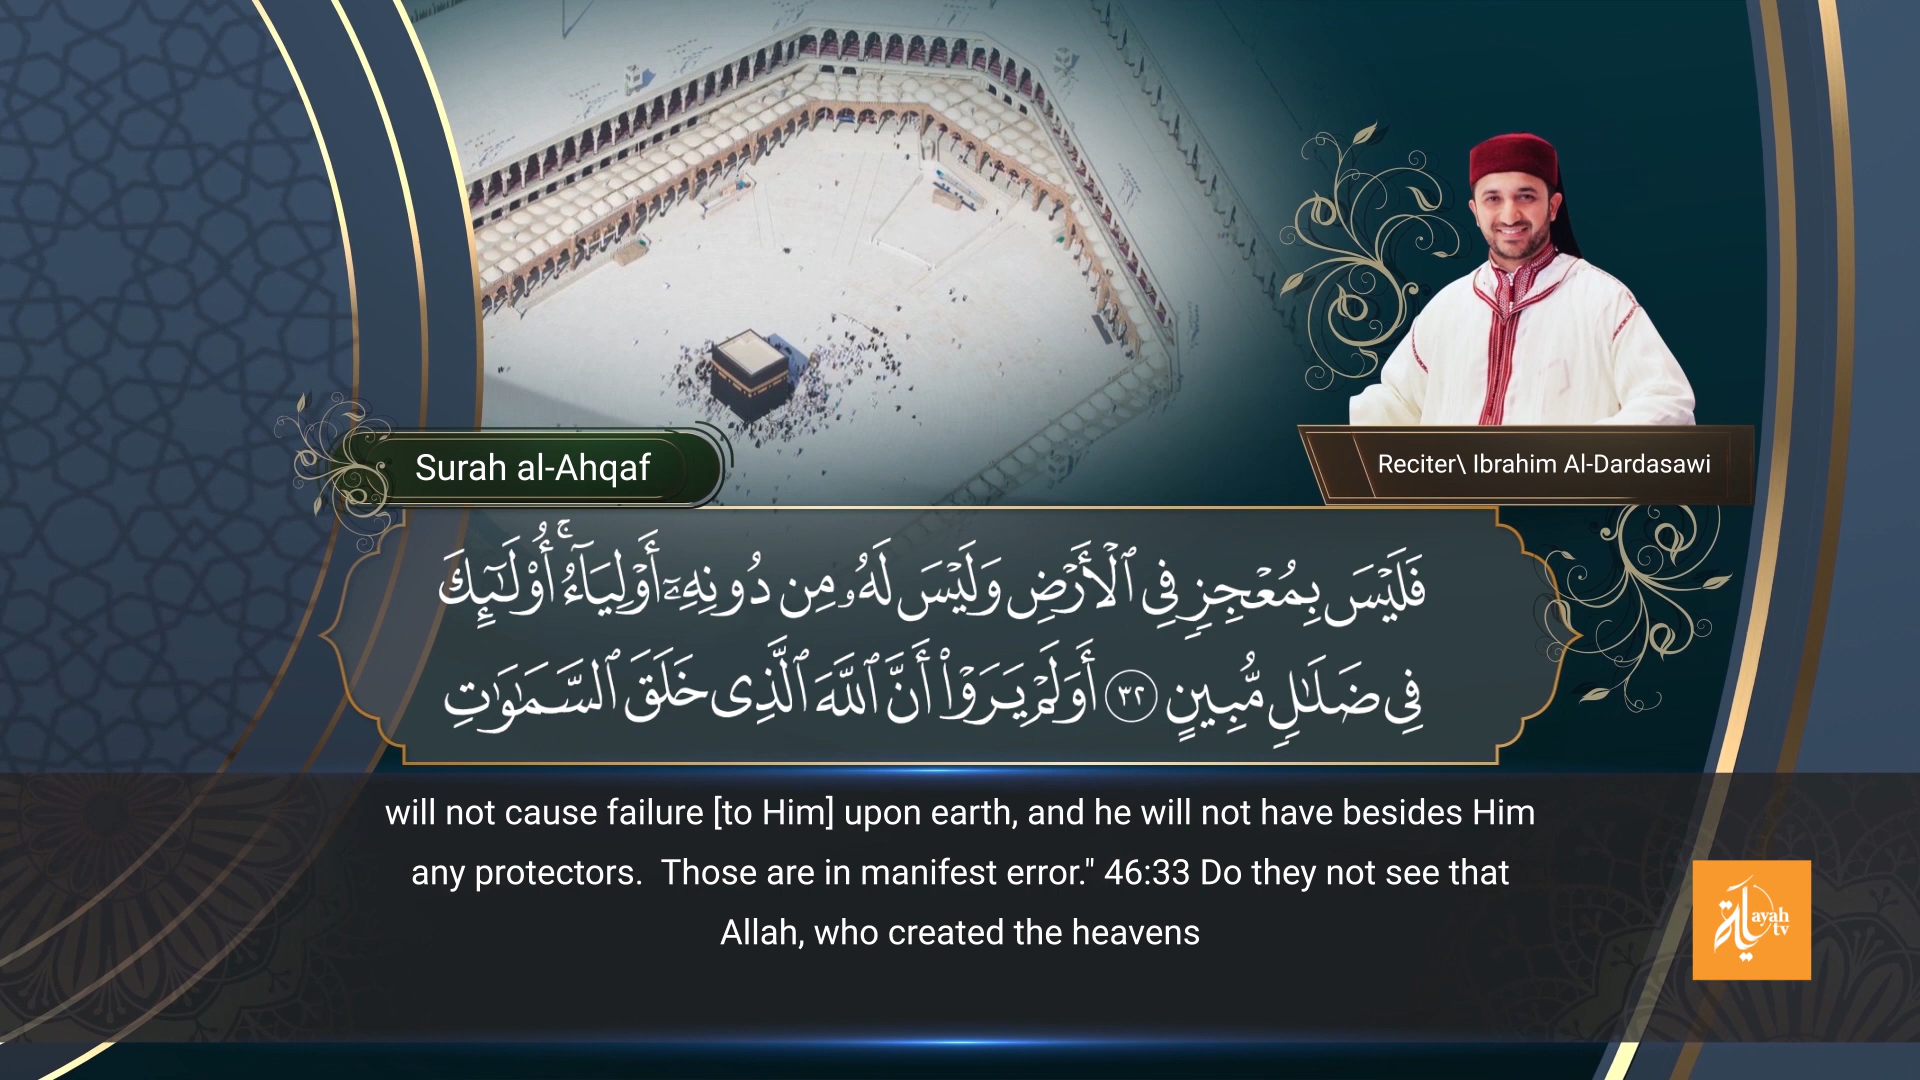 Surah al-Ahqaf
Reciter\ Ibrahim Al-Dardasawi
فَلَيْسَ بِمُعْجِزٍ فِى ٱلْأَرْضِ وَلَيْسَ لَهُۥ مِن دُونِهِۦٓ أَوْلِيَآءُ ۚ أُو۟لَـٰٓئِكَ
فِى ضَلَـٰلٍ مُّبِينٍ ٣٢ أَوَلَمْ يَرَوْا۟ أَنَّ ٱللَّهَ ٱلَّذِى خَلَقَ ٱلسَّمَـٰوَٰتِ
will not cause failure [to Him] upon earth, and he will not have besides Him
any protectors.  Those are in manifest error." 46:33 Do they not see that
Allah, who created the heavens
آية
ayah
tv